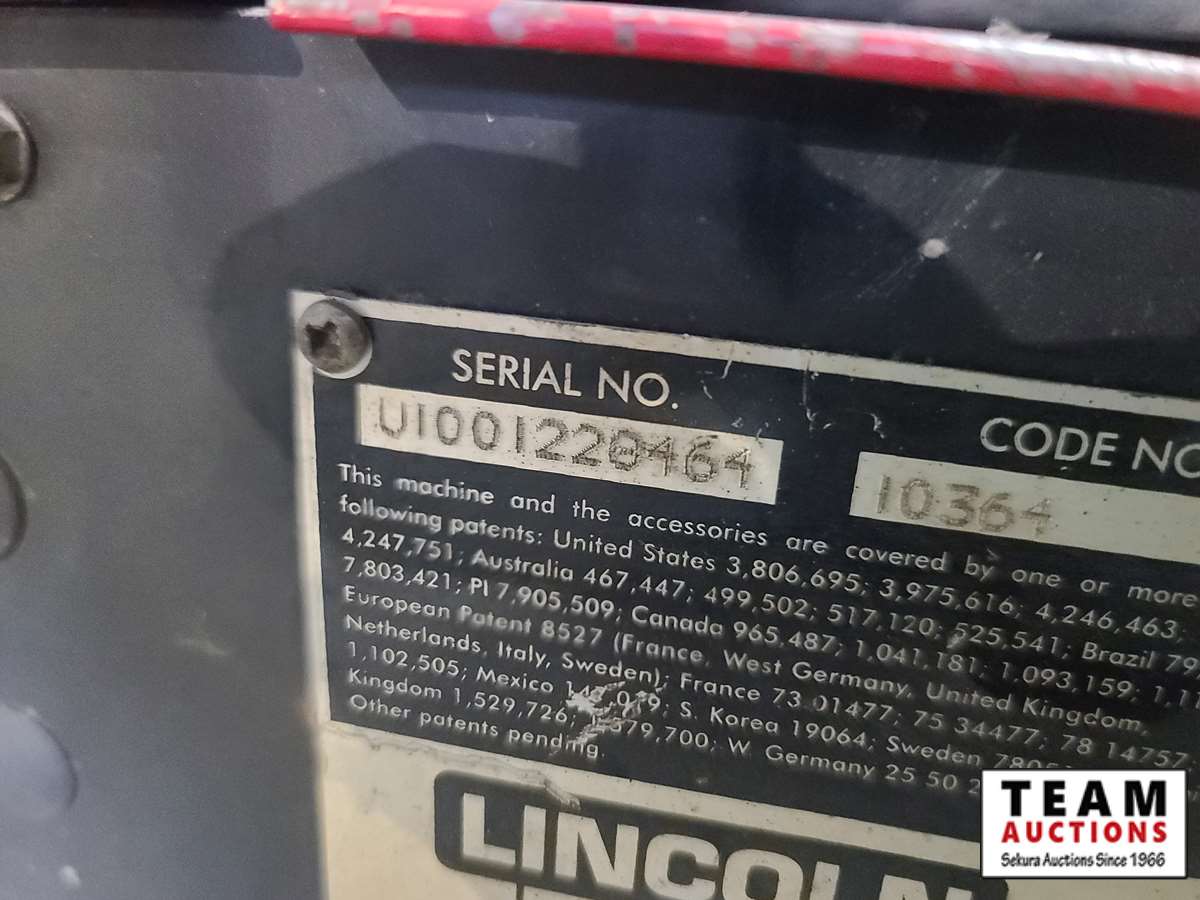 SERIAL NO.
CODE NO
U1001220464
10364
This machine and the accessories are covered by one or more
following patents: United States 3,806,695; 3,975,616; 4,246,463;
4,247,751; Australia 467,447; 499,502; 517,120; 525,541; Brazil 79
7,803,421; PI 7,905,509; Canada 965,487; 1,041,181; 1,093,159; 1,1
European Patent 8527 (France, West Germany, United Kingdom,
Netherlands, Italy, Sweden); France 73 01477; 75 34477; 78 14757;
1,102,505; Mexico S. Korea 19064; Sweden
Kingdom 1,529,726; W. Germany 25 50 2
Other patents pending.
LINCOLN
TEAM
AUCTIONS
Sekura Auctions Since 1966